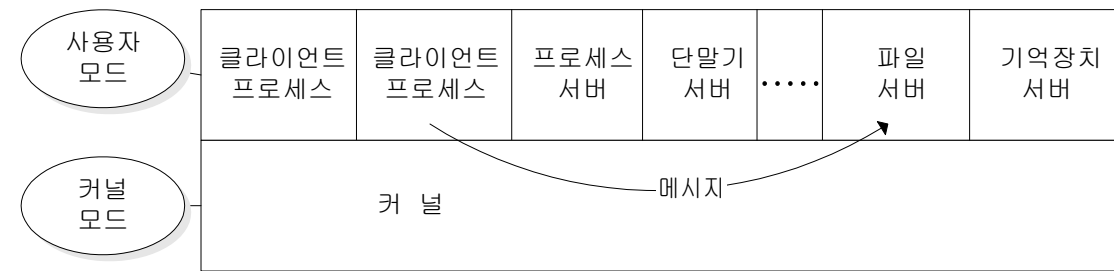 사용자
모드
클라이언트
프로세스
클라이언트
프로세스
프로세스
서버
단말기
서버
.....
파일
서버
기억장치
서버
커널
모드
커 널
메시지